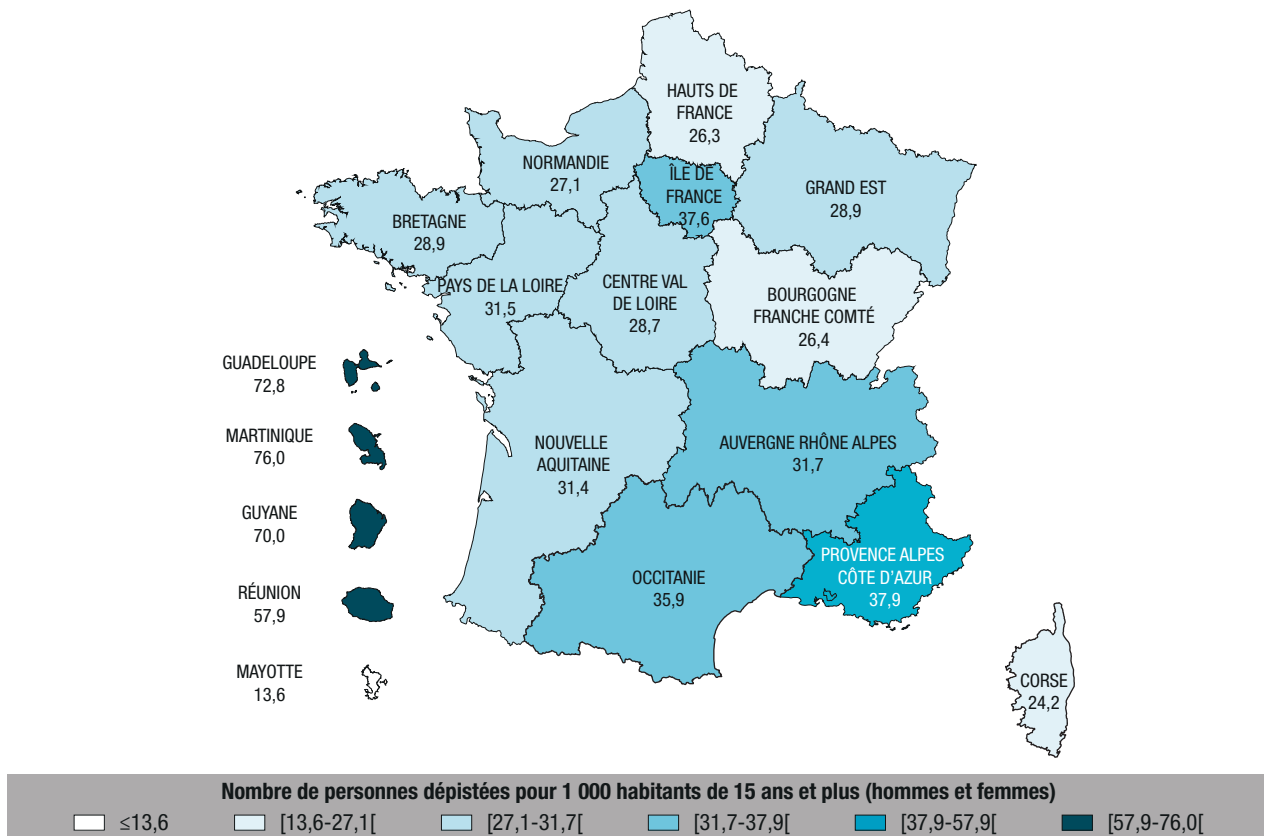 HAUTS DE
FRANCE
26,3
NORMANDIE
27,1
ÎLE DE
FRANCE
37,6
GRAND EST
28,9
BRETAGNE
28,9
PAYS DE LA LOIRE
31,5
CENTRE VAL
DE LOIRE
28,7
BOURGOGNE
FRANCHE COMTÉ
26,4
GUADELOUPE
72,8
MARTINIQUE
76,0
GUYANE
70,0
RÉUNION
57,9
MAYOTTE
13,6
NOUVELLE
AQUITAINE
31,4
AUVERGNE RHÔNE ALPES
31,7
OCCITANIE
35,9
PROVENCE ALPES
CÔTE D'AZUR
37,9
CORSE
24,2
Nombre de personnes dépistées pour 1 000 habitants de 15 ans et plus (hommes et femmes)
≤13,6 [13,6-27,1[ [27,1-31,7[ [31,7-37,9[ [37,9-57,9[ [57,9-76,0[